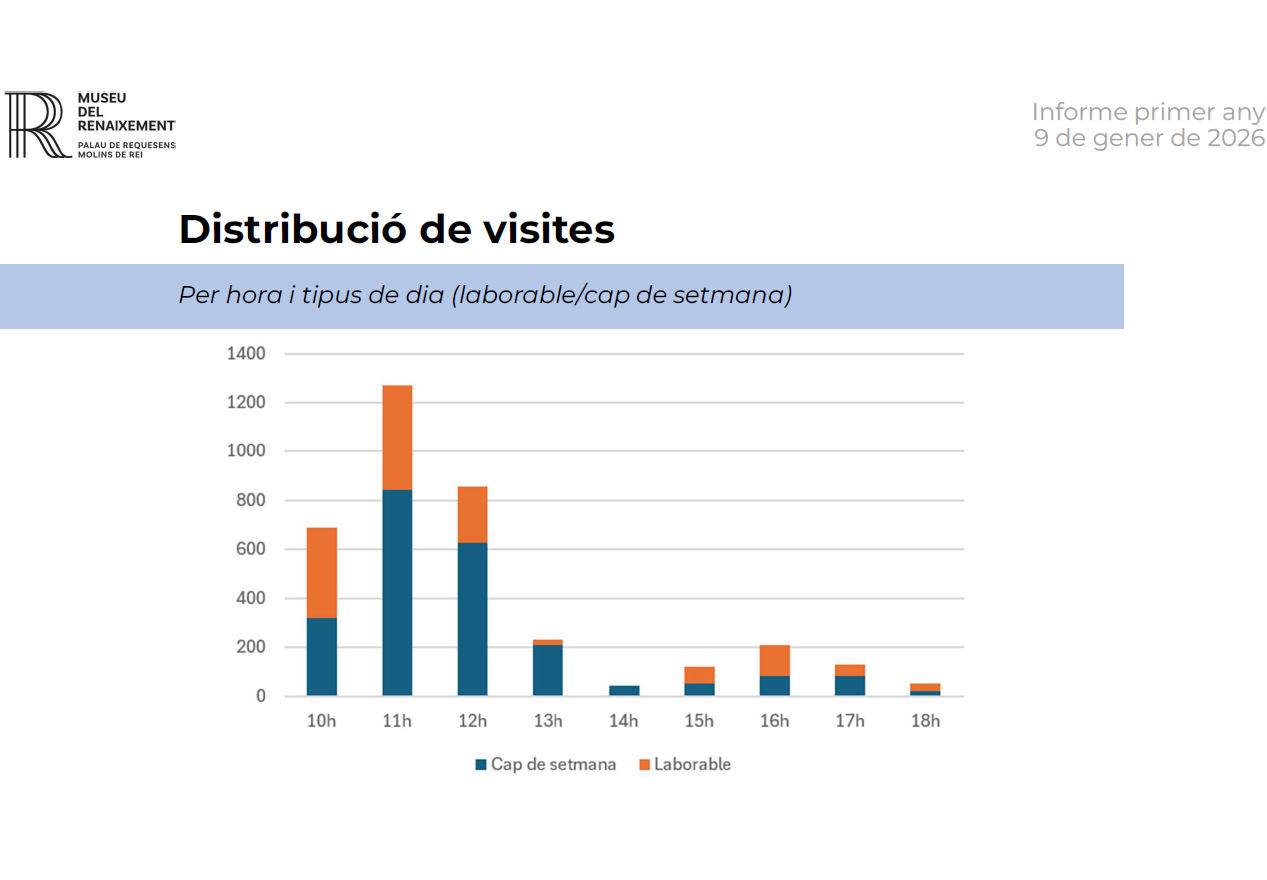 MUSEU
DEL
RENAIXEMENT
PALAU DE REQUESENS
MOLINS DE REI
Informe primer any
9 de gener de 2026
Distribució de visites
Per hora i tipus de dia (laborable/cap de setmana)
1400
1200
1000
800
600
400
200
0
10h 11h 12h 13h 14h 15h 16h 17h 18h
Cap de setmana Laborable